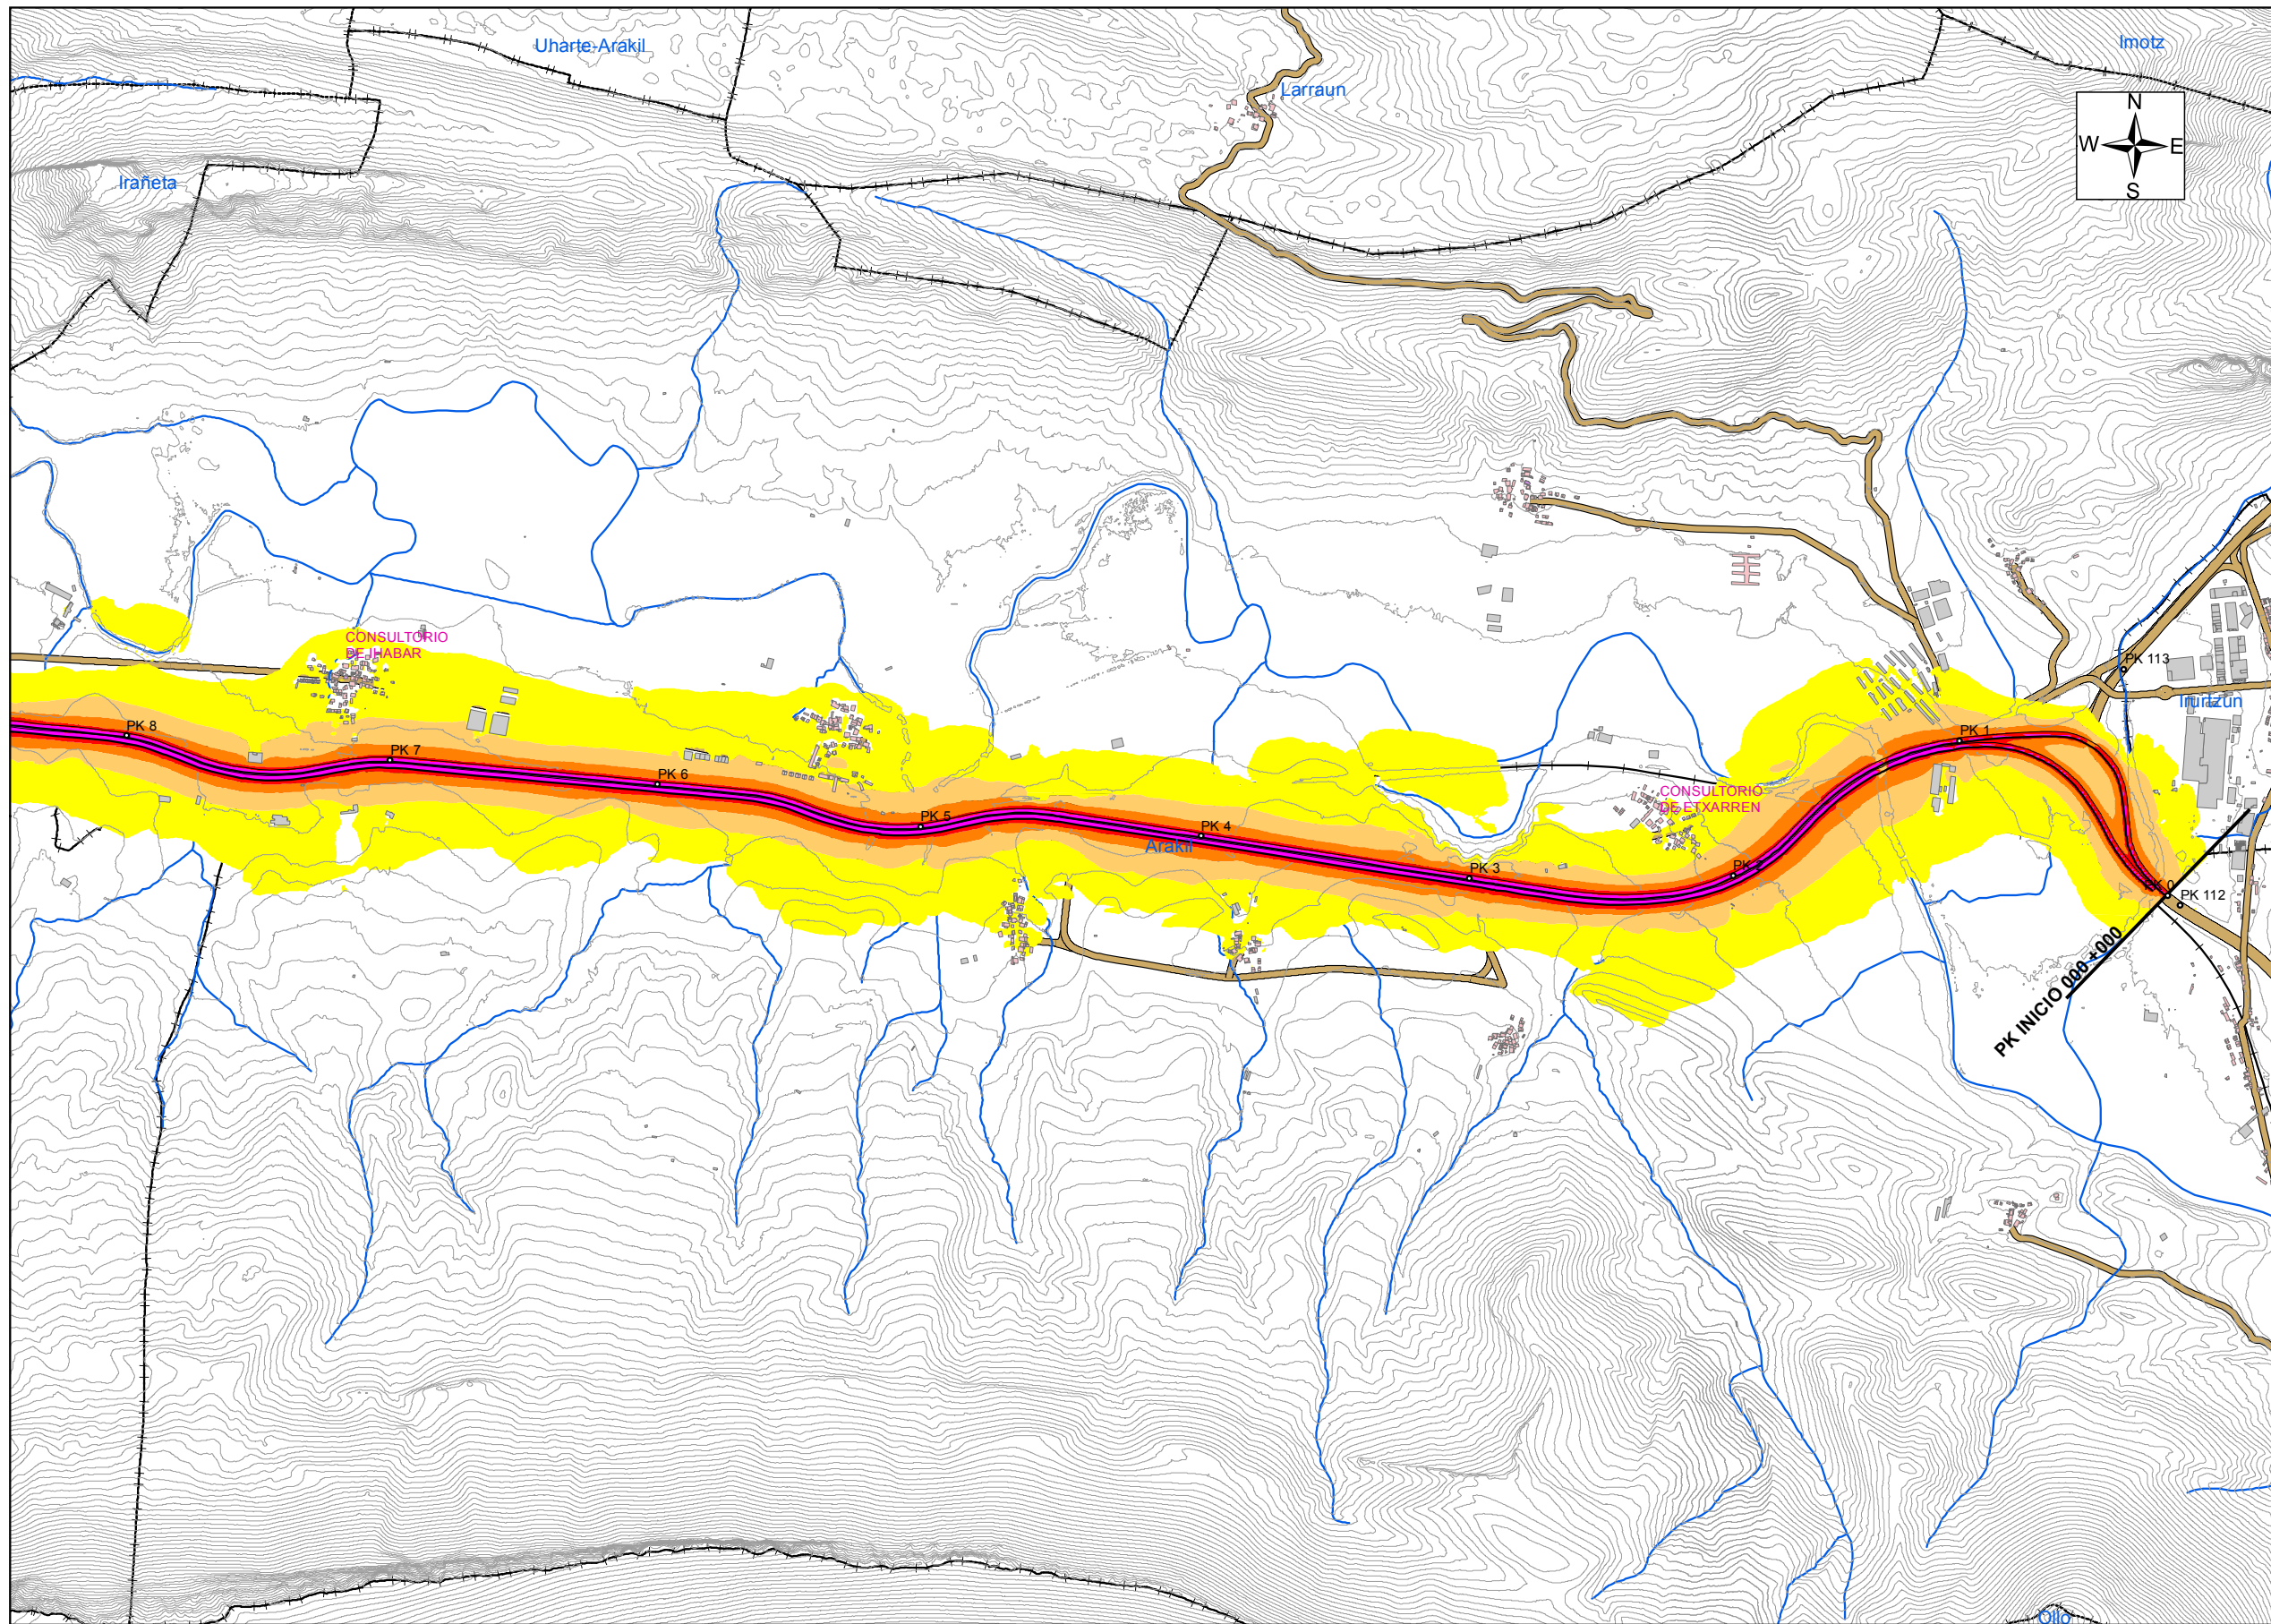 Uharte-Arakil
Imotz
Larraun
N
W E
S
Irañeta
CONSULTORIO
DE IHABAR
PK 113
Irurtzun
PK 8
PK 7
PK 6
PK 5
PK 4
Arakil
PK 3
CONSULTORIO
DE ETXARREN
PK 2
PK 1
PK 0
PK 112
PK INICIO 000 +000
Ollo